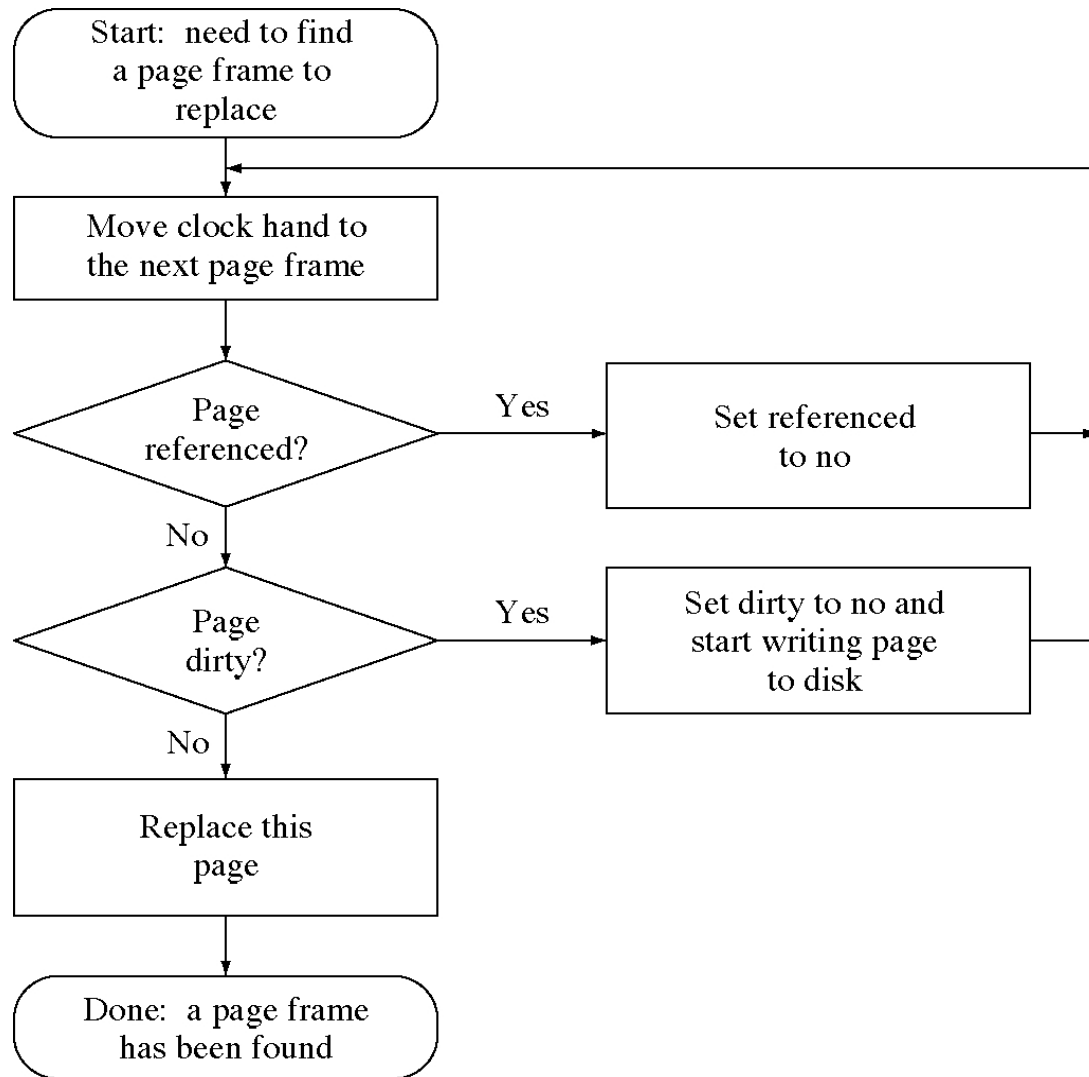 Start: need to find
a page frame to
replace
Move clock hand to
the next page frame
Page
referenced?
Yes
Set referenced
to no
No
Page
dirty?
Yes
Set dirty to no and
start writing page
to disk
No
Replace this
page
Done: a page frame
has been found